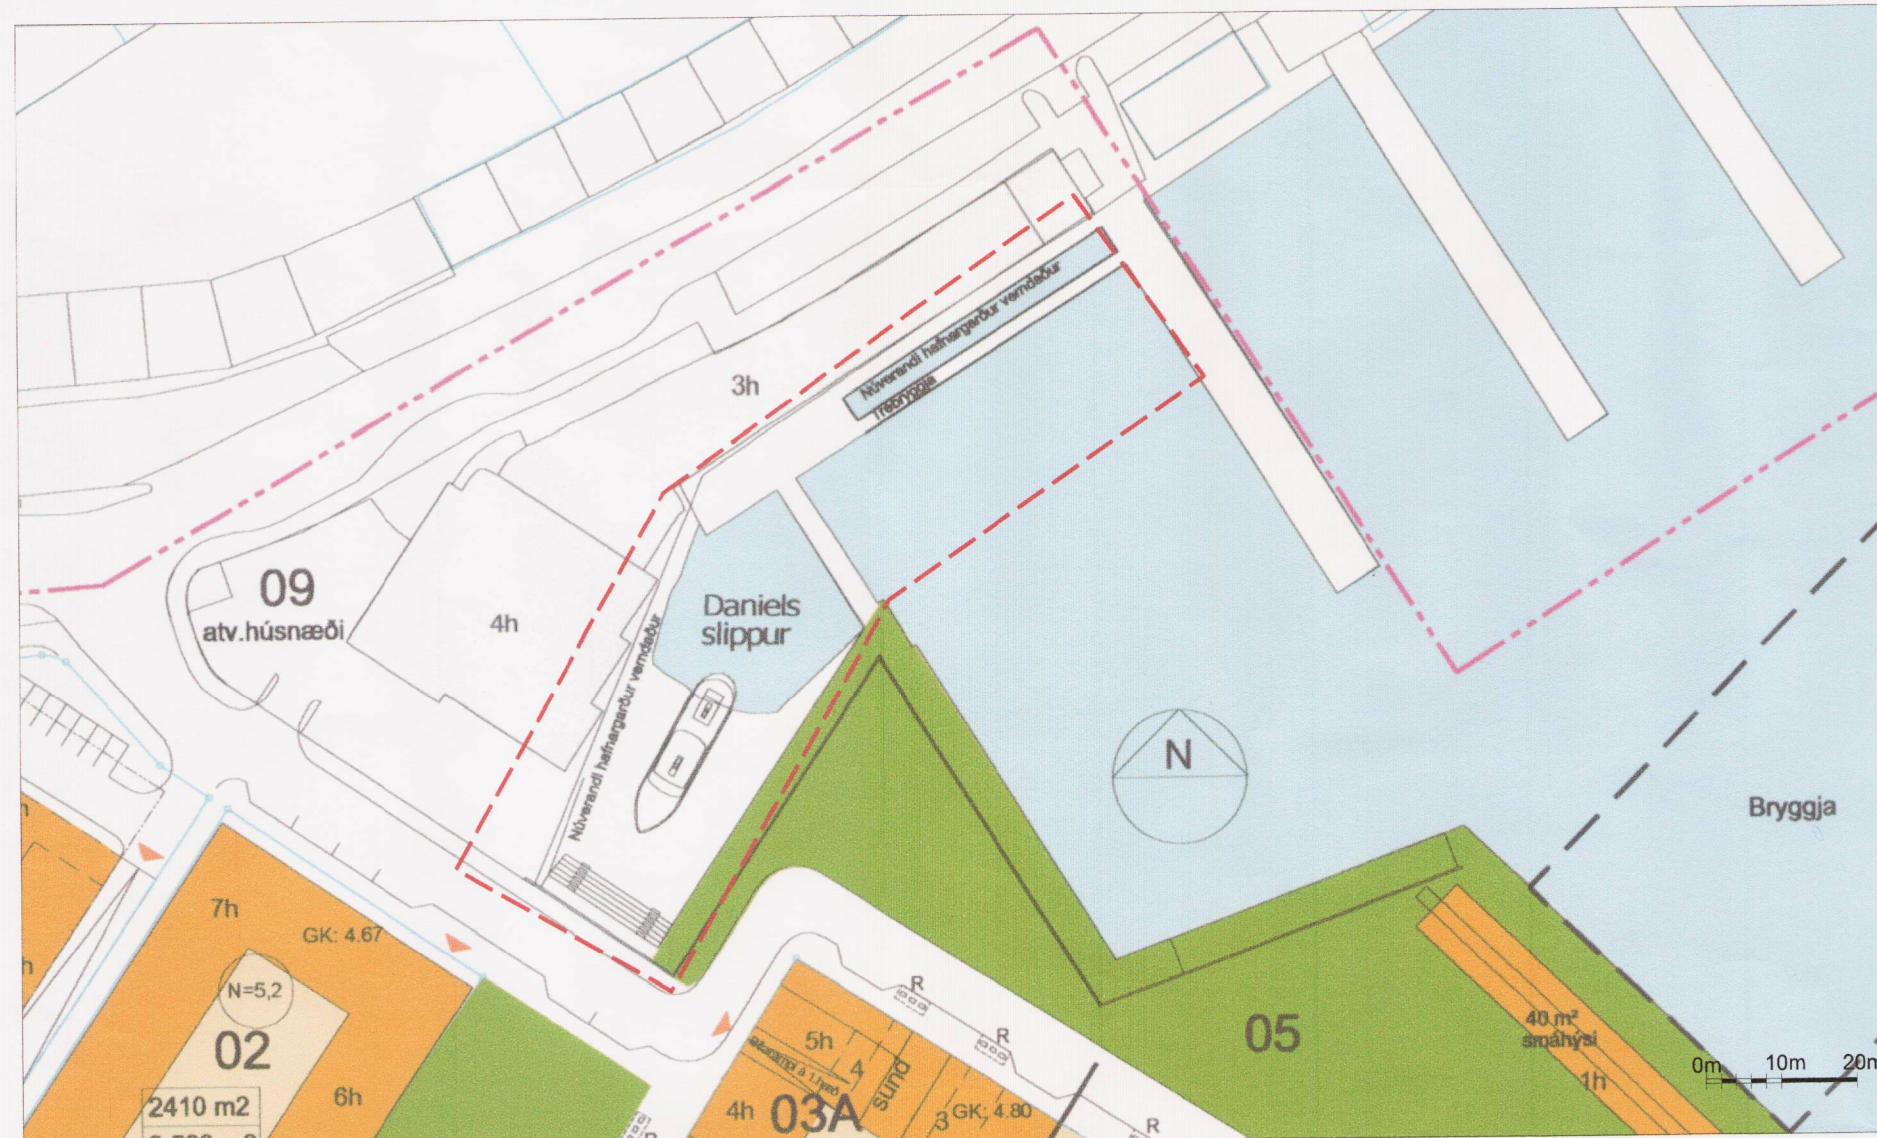 3h
Núverandi hafnargarður verndaður
Trébryggja
09
atv.húsnæði
4h
Daniels
slippur
Núverandi hafnargarður verndaður
N
Bryggja
7h
GK: 4.67
N=5,2
02
2410 m2
6h
05
40 m²
smáhýsi
1h
0m 10m 20m
R
R
R
5h
4
sund
4h
03A
3
GK: 4.80